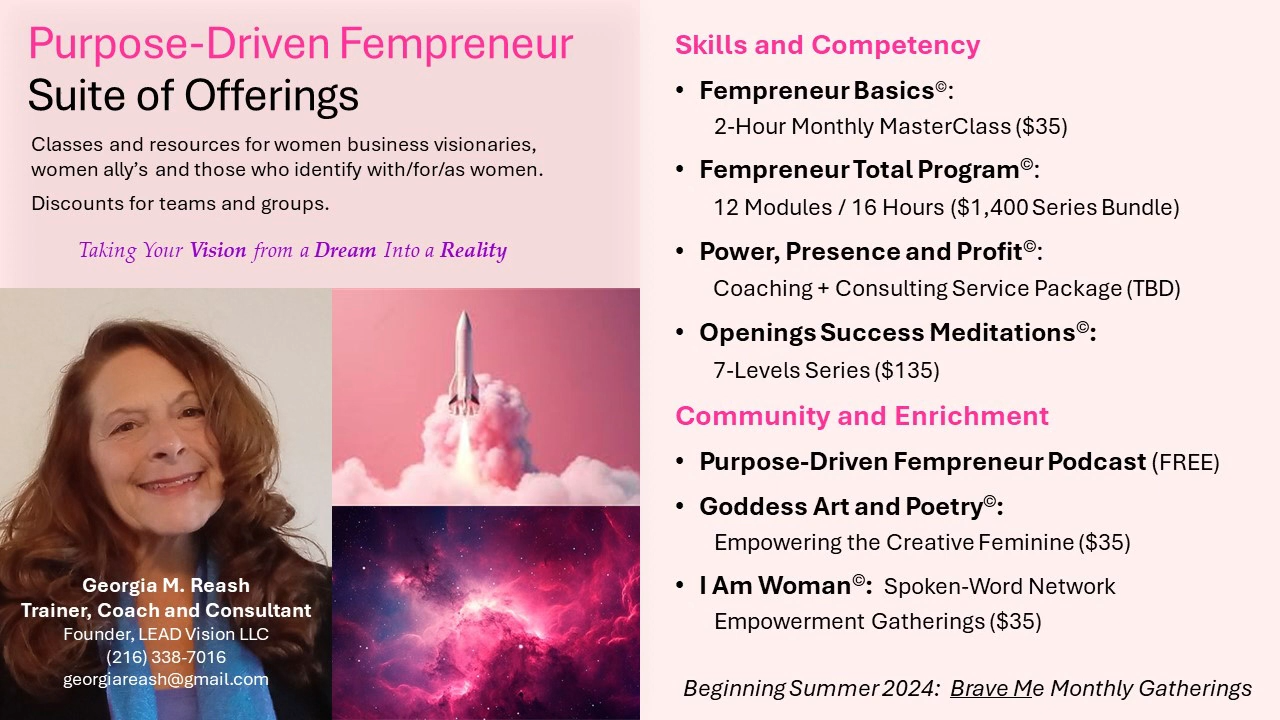 Purpose-Driven Fempreneur
Suite of Offerings
Classes and resources for women business visionaries,
women ally’s and those who identify with/for/as women.
Discounts for teams and groups.
Taking Your Vision from a Dream Into a Reality
Georgia M. Reash
Trainer, Coach and Consultant
Founder, LEAD Vision LLC
(216) 338-7016
georgiareash@gmail.com
Skills and Competency
• Fempreneur Basics©:
2-Hour Monthly MasterClass ($35)
• Fempreneur Total Program©:
12 Modules / 16 Hours ($1,400 Series Bundle)
• Power, Presence and Profit©:
Coaching + Consulting Service Package (TBD)
• Openings Success Meditations©:
7-Levels Series ($135)
Community and Enrichment
• Purpose-Driven Fempreneur Podcast (FREE)
• Goddess Art and Poetry©:
Empowering the Creative Feminine ($35)
• I Am Woman©: Spoken-Word Network
Empowerment Gatherings ($35)
Beginning Summer 2024: Brave Me Monthly Gatherings